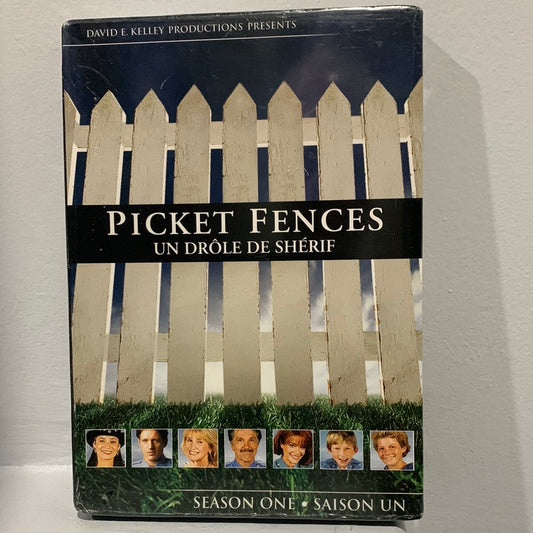 DAVID E. KELLEY PRODUCTIONS PRESENTS
PICKET FENCES
UN DRÔLE DE SHÉRIF
SEASON ONE • SAISON UN